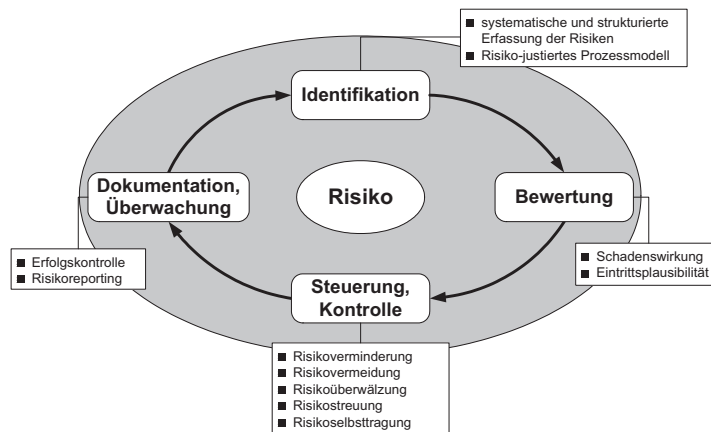 ■ systematische und strukturierte
Erfassung der Risiken
■ Risiko-justiertes Prozessmodell
Identifikation
Dokumentation,
Überwachung
Risiko
Bewertung
■ Erfolgskontrolle
■ Risikoreporting
■ Schadenswirkung
■ Eintrittsplausibilität
Steuerung,
Kontrolle
■ Risikoverminderung
■ Risikovermeidung
■ Risikoüberwälzung
■ Risikostreuung
■ Risikoselbsttragung